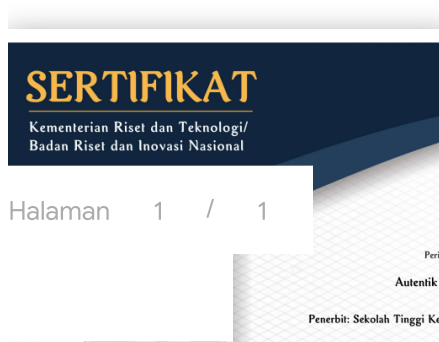 SERTIFIKAT
Kementerian Riset dan Teknologi/
Badan Riset dan Inovasi Nasional
Halaman 1 / 1
Autentik
Penerbit: Sekolah Tinggi